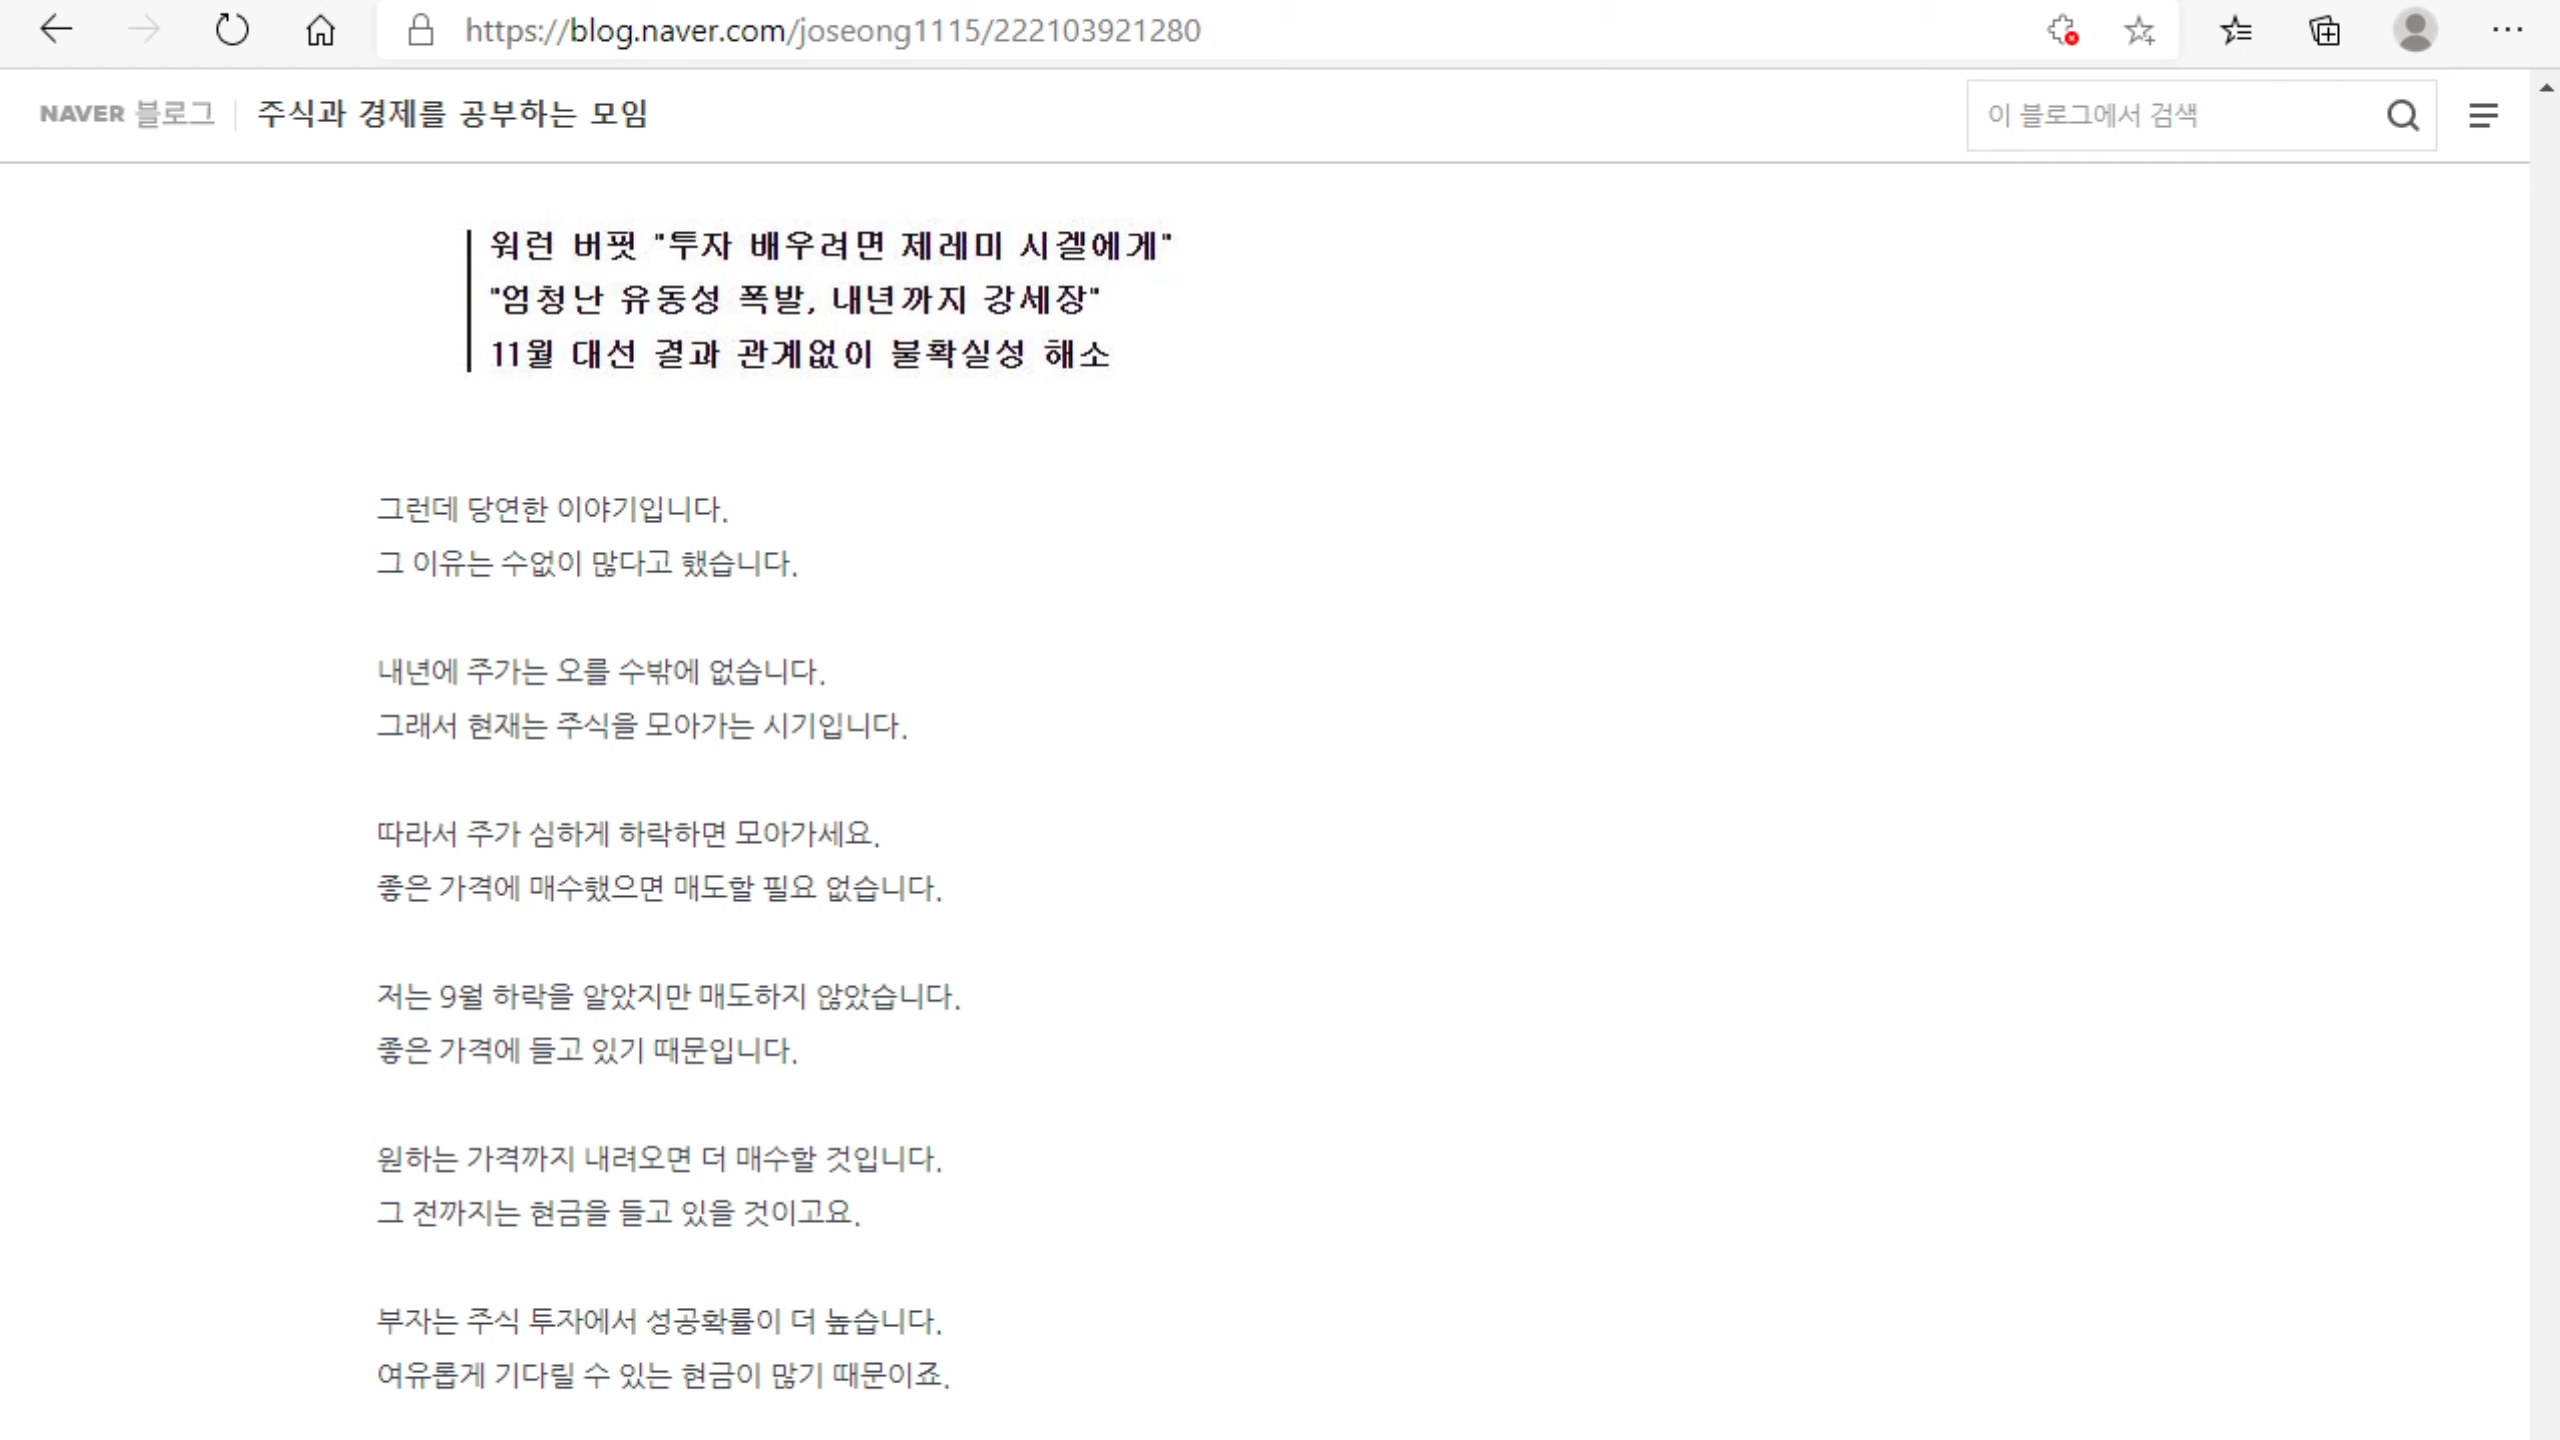 https://blog.naver.com/joseong1115/222103921280
NAVER 블로그 주식과 경제를 공부하는 모임
이 블로그에서 검색
워런 버핏 "투자 배우려면 제레미 시겔에게"
"엄청난 유동성 폭발, 내년까지 강세장"
11월 대선 결과 관계없이 불확실성 해소
그런데 당연한 이야기입니다.
그 이유는 수없이 많다고 했습니다.
내년에 주가는 오를 수밖에 없습니다.
그래서 현재는 주식을 모아가는 시기입니다.
따라서 주가 심하게 하락하면 모아가세요.
좋은 가격에 매수했으면 매도할 필요 없습니다.
저는 9월 하락을 알았지만 매도하지 않았습니다.
좋은 가격에 들고 있기 때문입니다.
원하는 가격까지 내려오면 더 매수할 것입니다.
그 전까지는 현금을 들고 있을 것이고요.
부자는 주식 투자에서 성공확률이 더 높습니다.
여유롭게 기다릴 수 있는 현금이 많기 때문이죠.